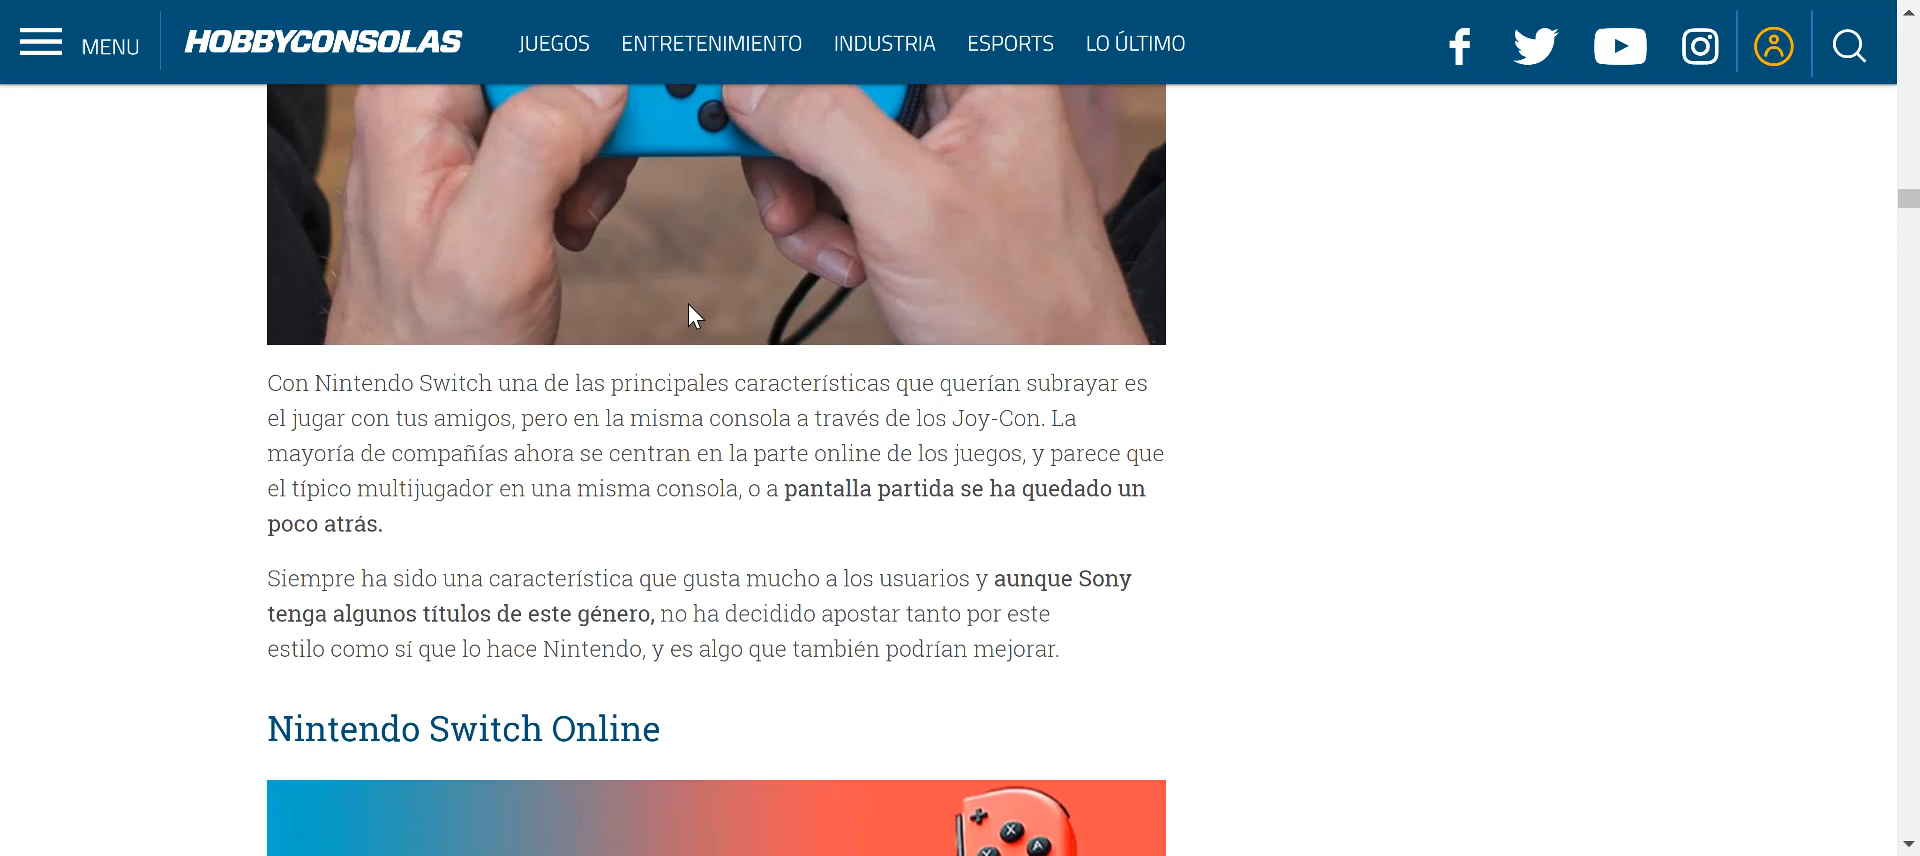 MENU
HOBBYCONSOLAS
JUEGOS
ENTRETENIMIENTO
INDUSTRIA
ESPORTS
LO ÚLTIMO
Con Nintendo Switch una de las principales características que querían subrayar es
el jugar con tus amigos, pero en la misma consola a través de los Joy-Con. La
mayoría de compañías ahora se centran en la parte online de los juegos, y parece que
el típico multijugador en una misma consola, o a pantalla partida se ha quedado un
poco atrás.
Siempre ha sido una característica que gusta mucho a los usuarios y aunque Sony
tenga algunos títulos de este género, no ha decidido apostar tanto por este
estilo como sí que lo hace Nintendo, y es algo que también podrían mejorar.
Nintendo Switch Online
X
A